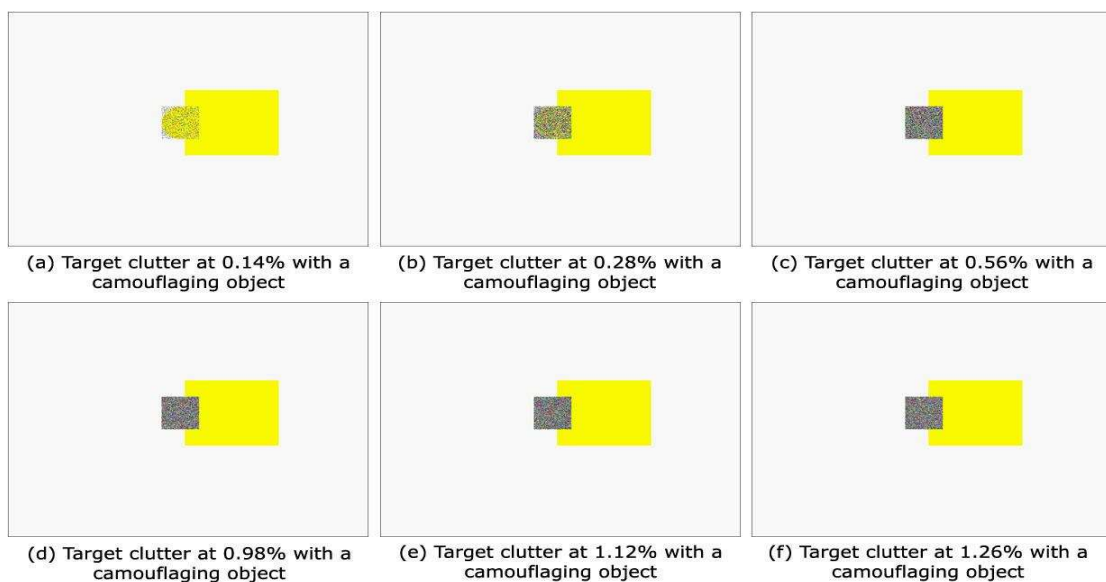 (a) Target clutter at 0.14% with a
camouflaging object
(b) Target clutter at 0.28% with a
camouflaging object
(c) Target clutter at 0.56% with a
camouflaging object
(d) Target clutter at 0.98% with a
camouflaging object
(e) Target clutter at 1.12% with a
camouflaging object
(f) Target clutter at 1.26% with a
camouflaging object